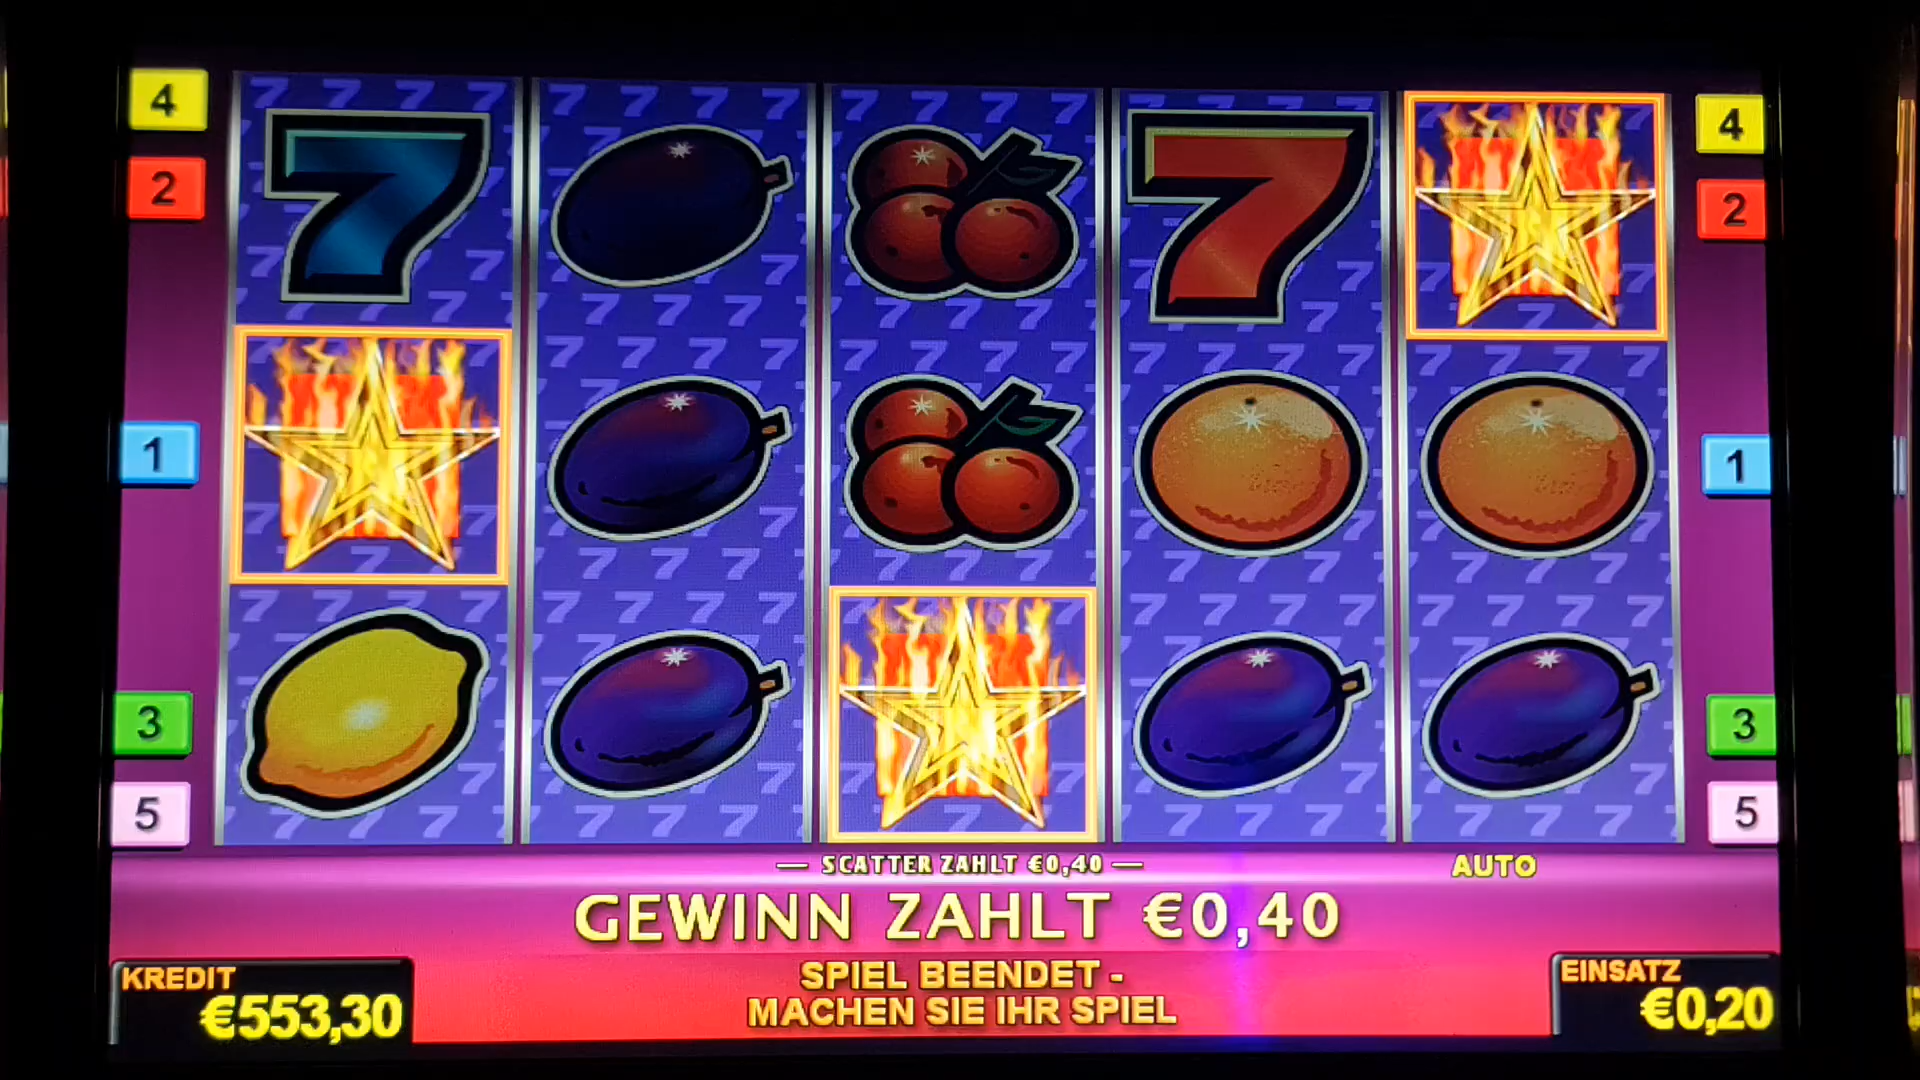 4
4
2
2
1
1
3
3
5
5
SCATTER ZAHLT €0,40
AUTO
GEWINN ZAHLT €0,40
KREDIT
€553,30
SPIEL BEENDET -
MACHEN SIE IHR SPIEL
EINSATZ
€0,20